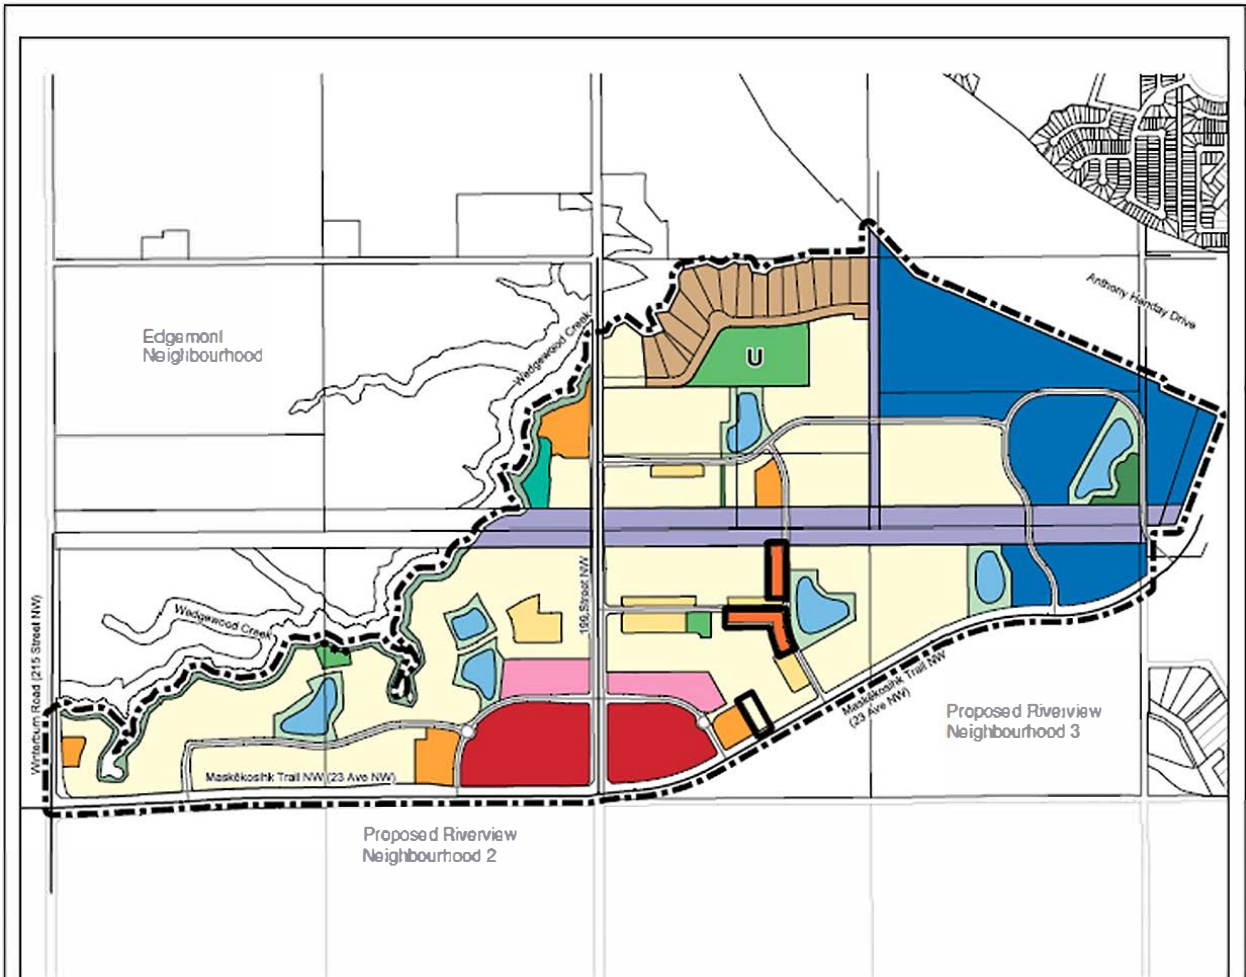 Anthony Henday Drive
Edgemont
Neighbourhood
Wedgewood Creek
U
199 Street NW
Wedgewood Creek
Winterburn Road (215 Street NW)
Maskêkosihk Trail NW
(23 Ave NW)
Proposed Riverview
Neighbourhood 3
Maskêkosihk Trail NW (23 Ave NW)
Proposed Riverview
Neighbourhood 2